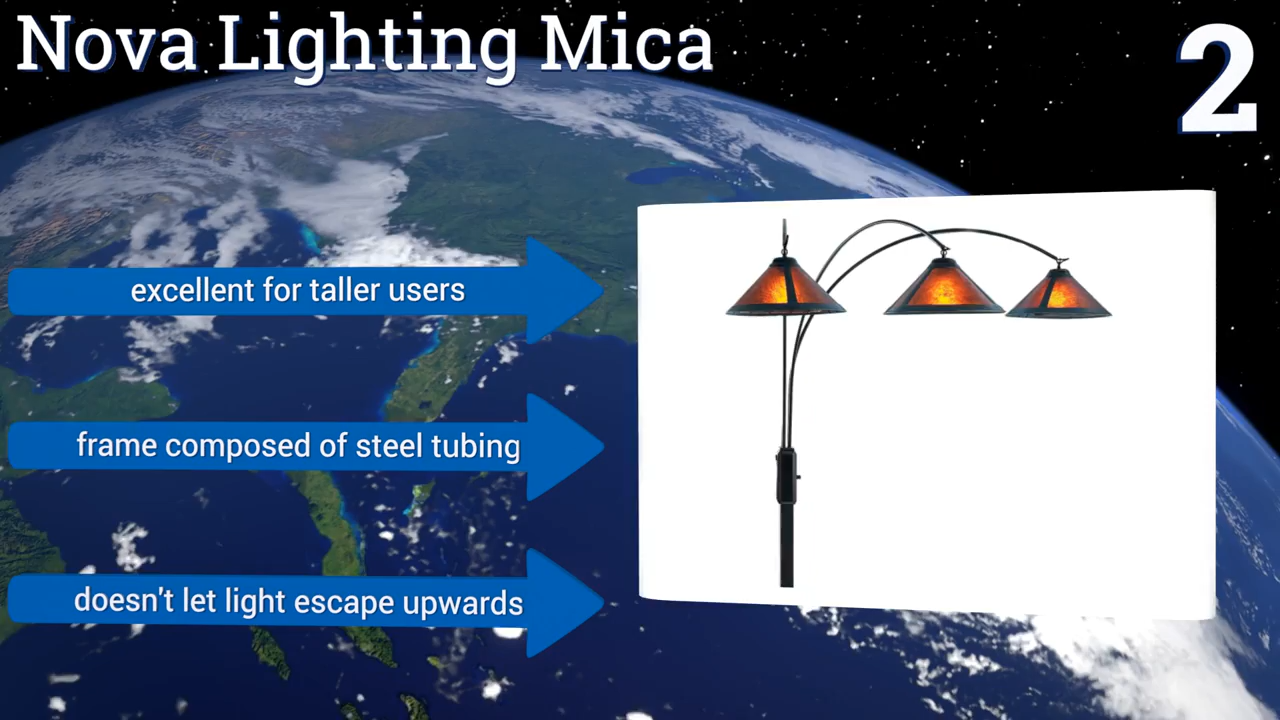 Nova Lighting Mica
2
excellent for taller users
frame composed of steel tubing
doesn't let light escape upwards